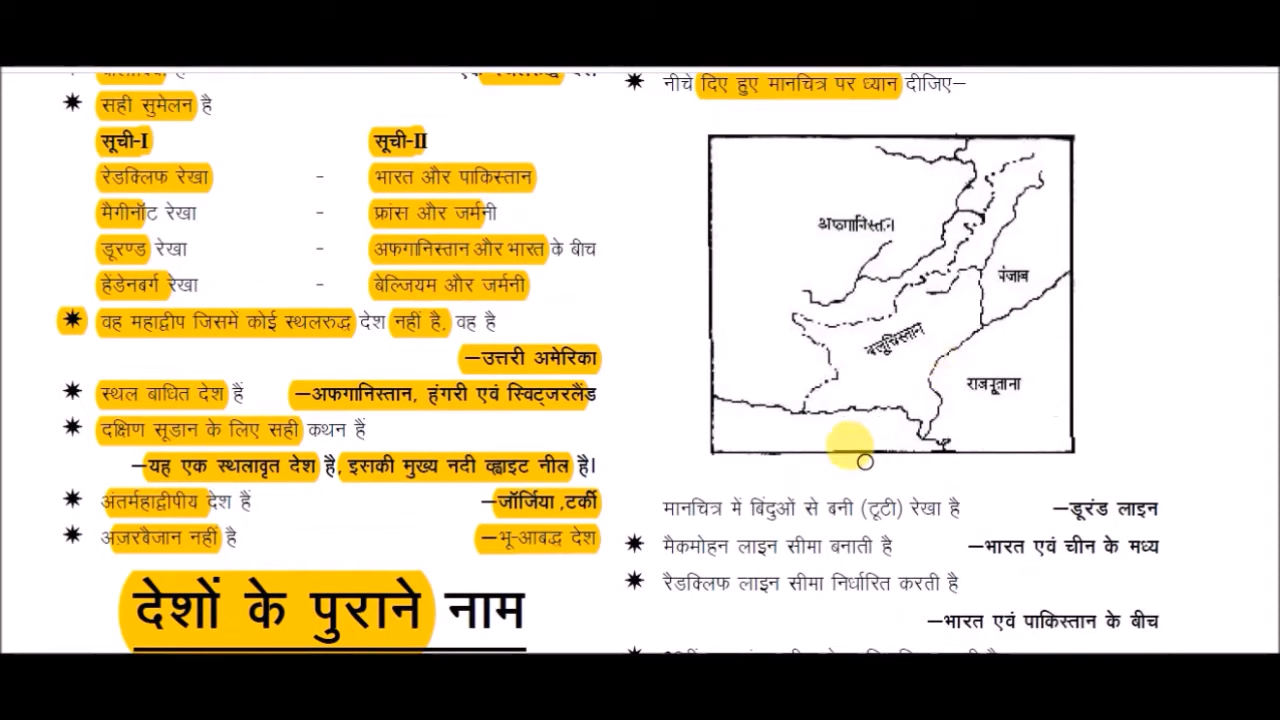 सही सुमेलन है
सूची-I सूची-II
रेडक्लिफ रेखा - भारत और पाकिस्तान
मैगीनॉट रेखा - फ्रांस और जर्मनी
डूरण्ड रेखा - अफगानिस्तान और भारत के बीच
हेंडेनबर्ग रेखा - बेल्जियम और जर्मनी
वह महाद्वीप जिसमें कोई स्थलरुद्ध देश नहीं है, वह है
–उत्तरी अमेरिका
स्थल बाधित देश हैं –अफगानिस्तान, हंगरी एवं स्विट्जरलैंड
दक्षिण सूडान के लिए सही कथन हैं
–यह एक स्थलावृत देश है, इसकी मुख्य नदी व्हाइट नील है।
अंतर्महाद्वीपीय देश हैं –जॉर्जिया ,टर्की
अजरबैजान नहीं है –भू-आबद्ध देश
देशों के पुराने नाम
नीचे दिए हुए मानचित्र पर ध्यान दीजिए–
अफगानिस्तान
पंजाब
बलूचिस्तान
राजपूताना
मानचित्र में बिंदुओं से बनी (टूटी) रेखा है –डूरंड लाइन
मैकमोहन लाइन सीमा बनाती है –भारत एवं चीन के मध्य
रैडक्लिफ लाइन सीमा निर्धारित करती है
–भारत एवं पाकिस्तान के बीच